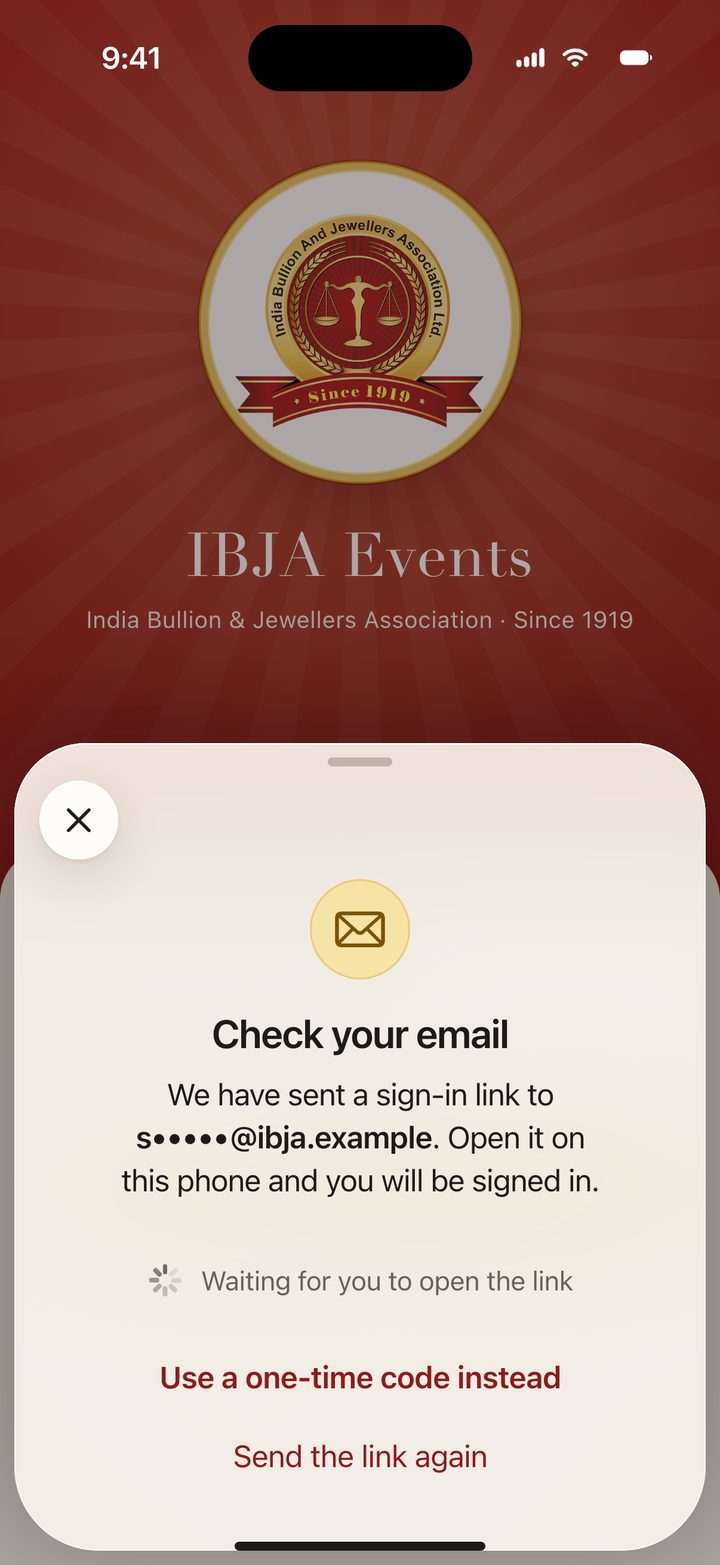 9:41
India Bullion And Jewellers Association Ltd.
Since 1919
IBJA Events
India Bullion & Jewellers Association · Since 1919
Check your email
We have sent a sign-in link to
s•••••@ibja.example. Open it on
this phone and you will be signed in.
Waiting for you to open the link
Use a one-time code instead
Send the link again